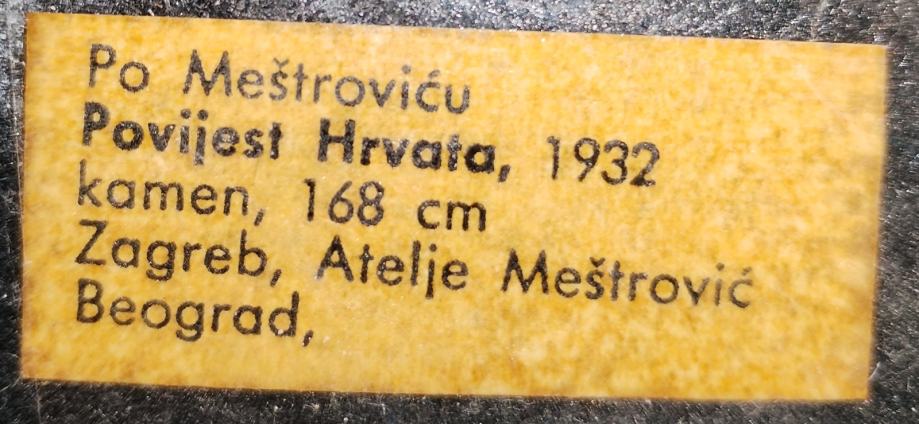 Po Meštroviću
Povijest Hrvata, 1932
kamen, 168 cm
Zagreb, Atelje Meštrović
Beograd,